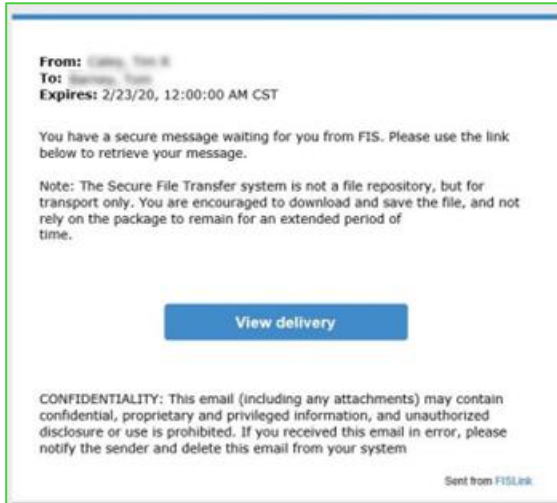 From:
To:
Expires: 2/23/20, 12:00:00 AM CST
You have a secure message waiting for you from FIS. Please use the link
below to retrieve your message.
Note: The Secure File Transfer system is not a file repository, but for
transport only. You are encouraged to download and save the file, and not
rely on the package to remain for an extended period of
time.
View delivery
CONFIDENTIALITY: This email (including any attachments) may contain
confidential, proprietary and privileged information, and unauthorized
disclosure or use is prohibited. If you received this email in error, please
notify the sender and delete this email from your system
Sent from FISLink